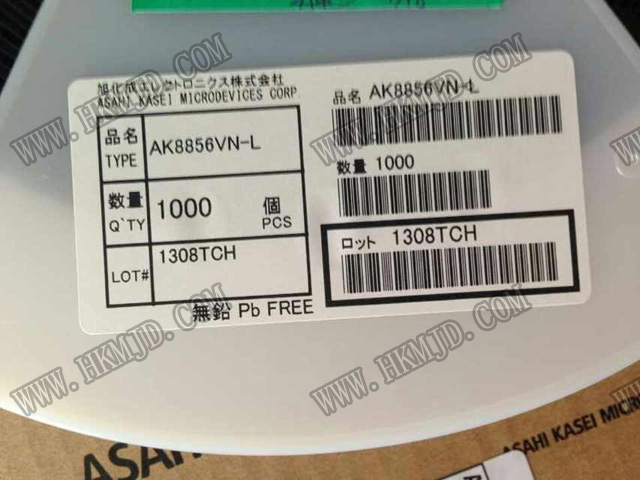 旭化成エレクトロニクス株式会社
ASAHI KASEI MICRODEVICES CORP
品名
TYPE
AK8856VN-L
数量
Q`TY
1000
個
PCS
LOT#
1308TCH
無鉛 Pb FREE
品名 AK8856VN-L
数量 1000
ロット 1308TCH
WWW.HKMJD.COM
WWW.HKMJD.COM
WWW.HKMJD.COM
WWW.HKMJD.COM
WWW.HKMJD.COM
WWW.HKMJD.COM
ASAHI
ASAHI KASEI MICRO